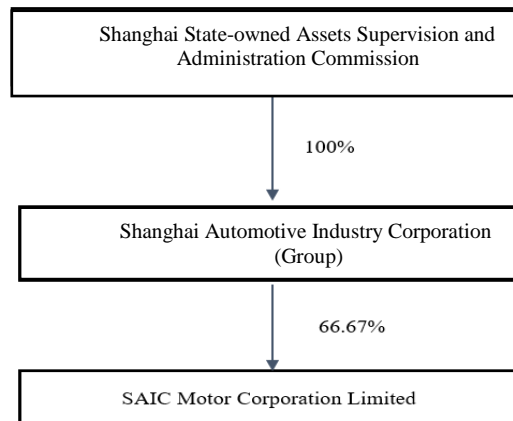 Shanghai State-owned Assets Supervision and
Administration Commission
100%
Shanghai Automotive Industry Corporation
(Group)
66.67%
SAIC Motor Corporation Limited